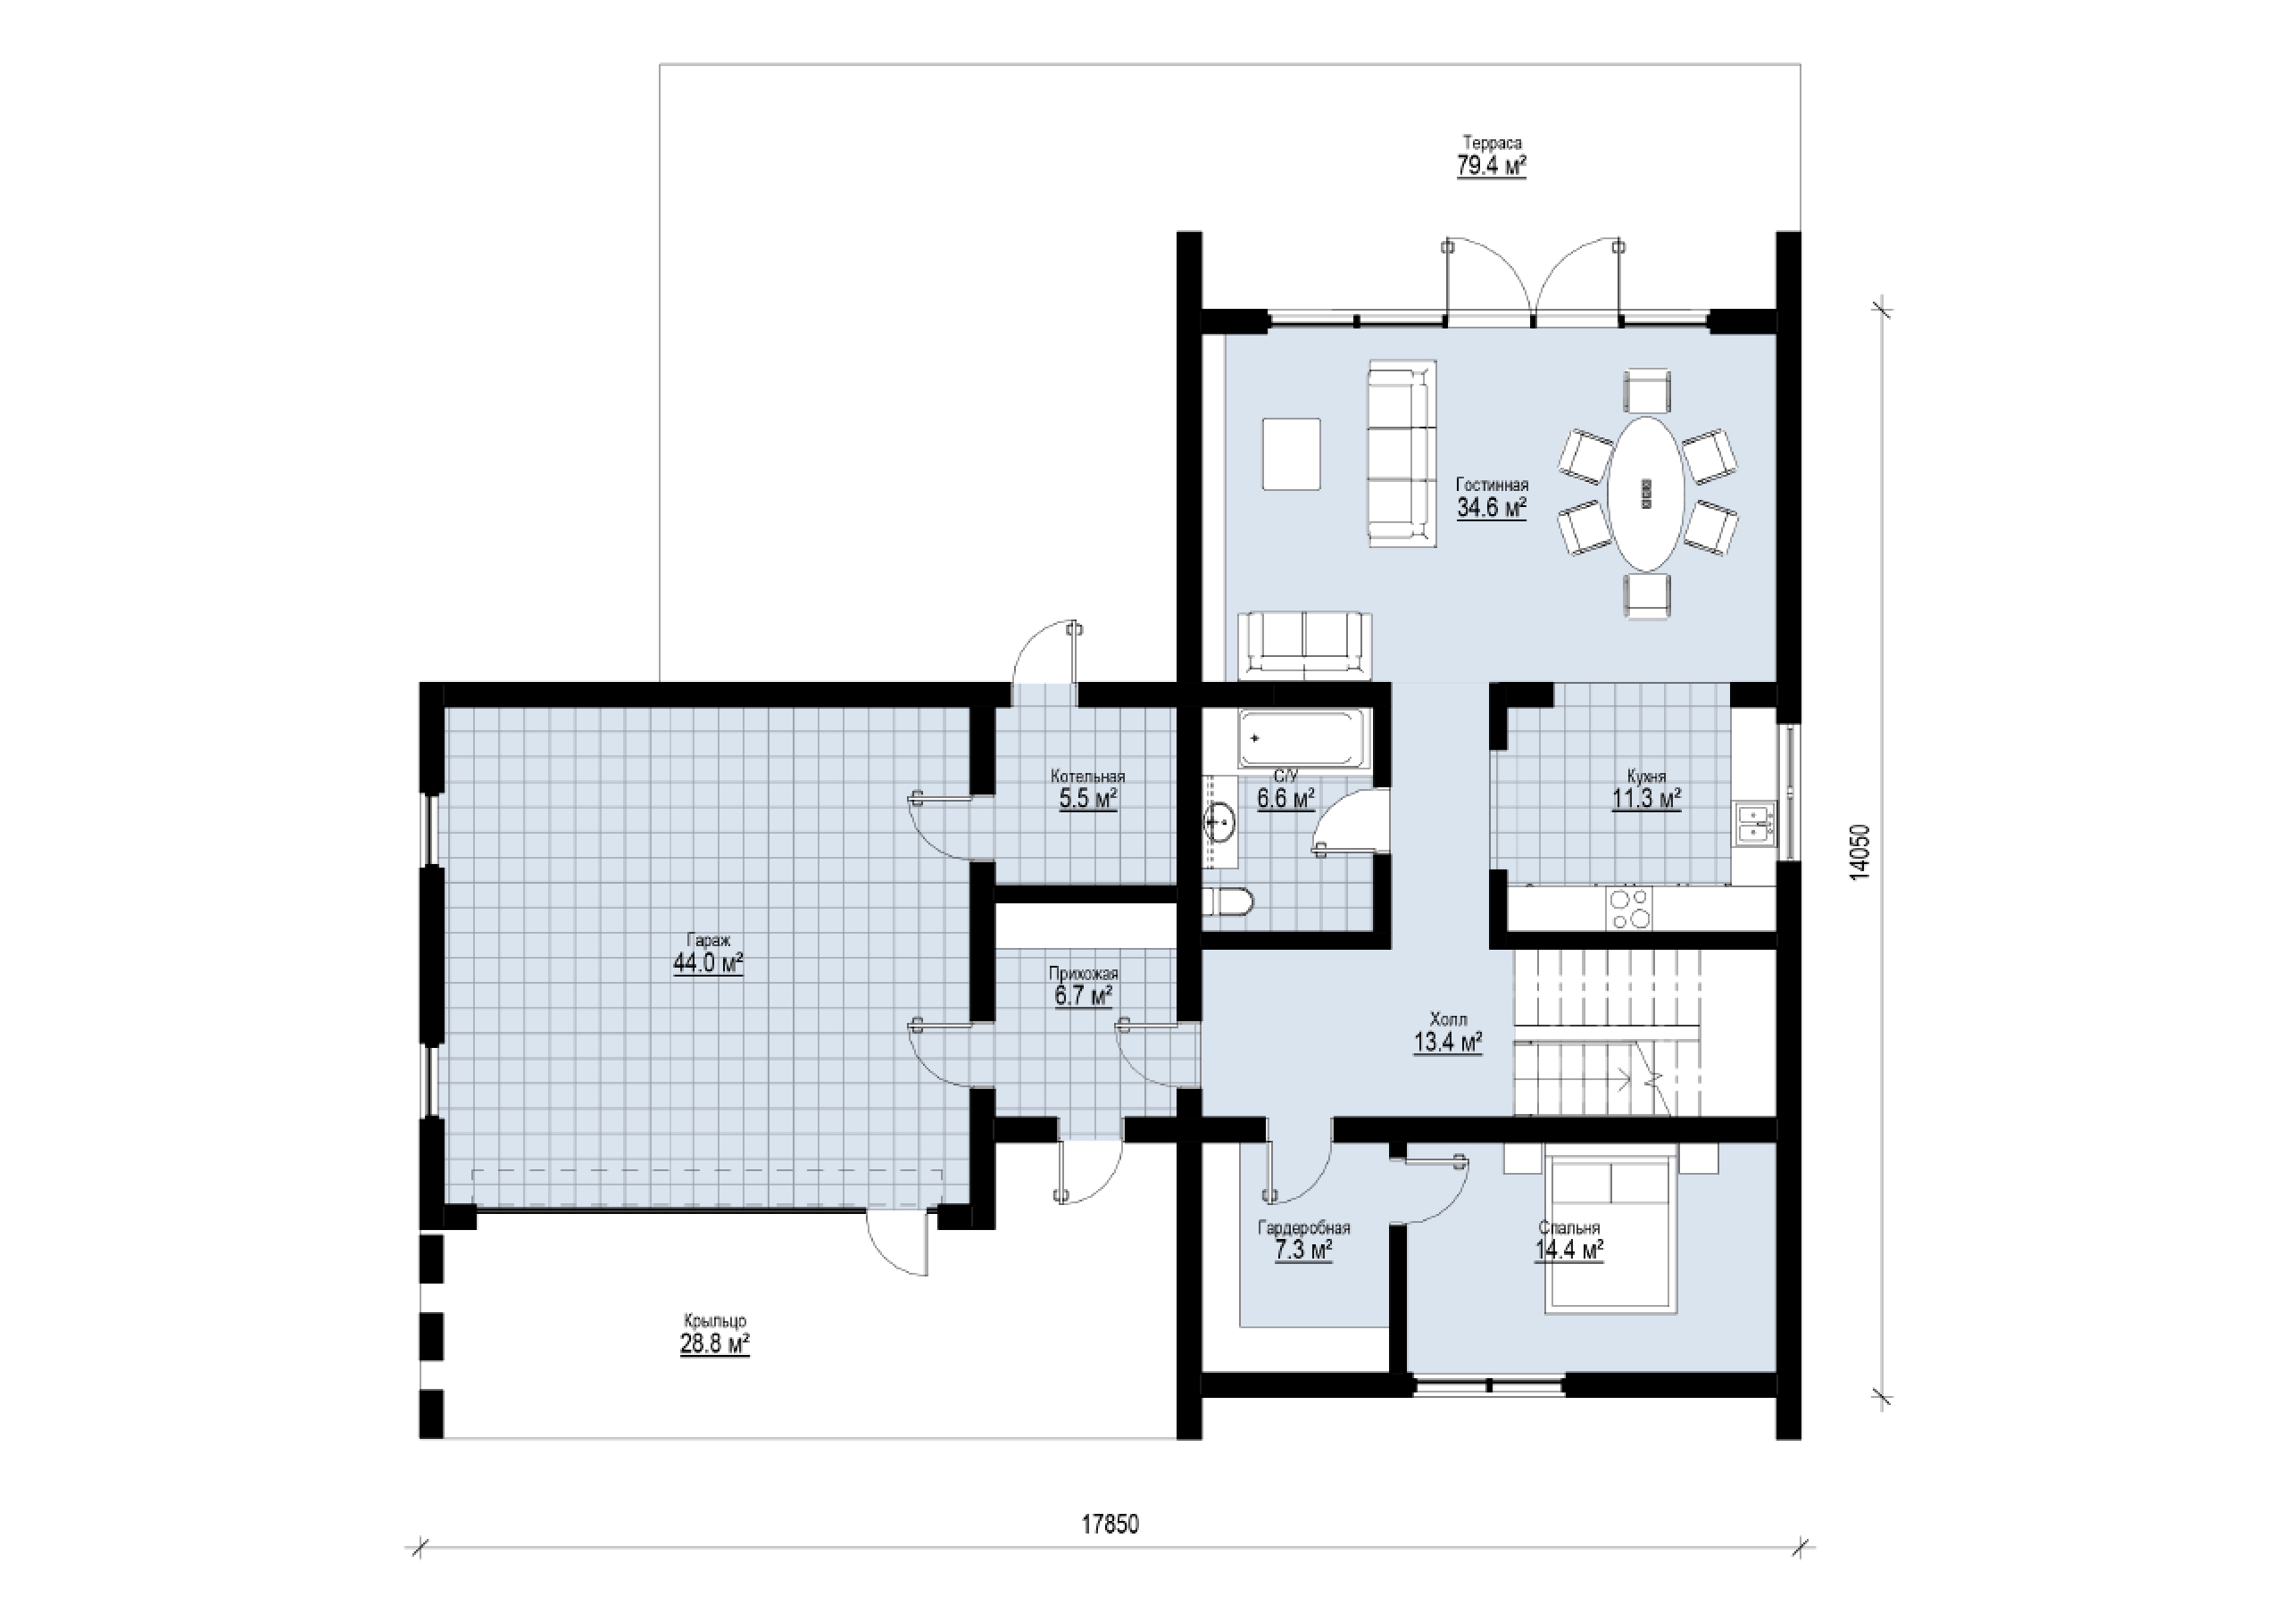 Терраса
79.4 м²
Гостинная
34.6 м²
Котельная
5.5 м²
С/У
6.6 м²
Кухня
11.3 м²
14050
Гараж
44.0 м²
Прихожая
6.7 м²
Холл
13.4 м²
Гардеробная
7.3 м²
Спальня
14.4 м²
Крыльцо
28.8 м²
17850